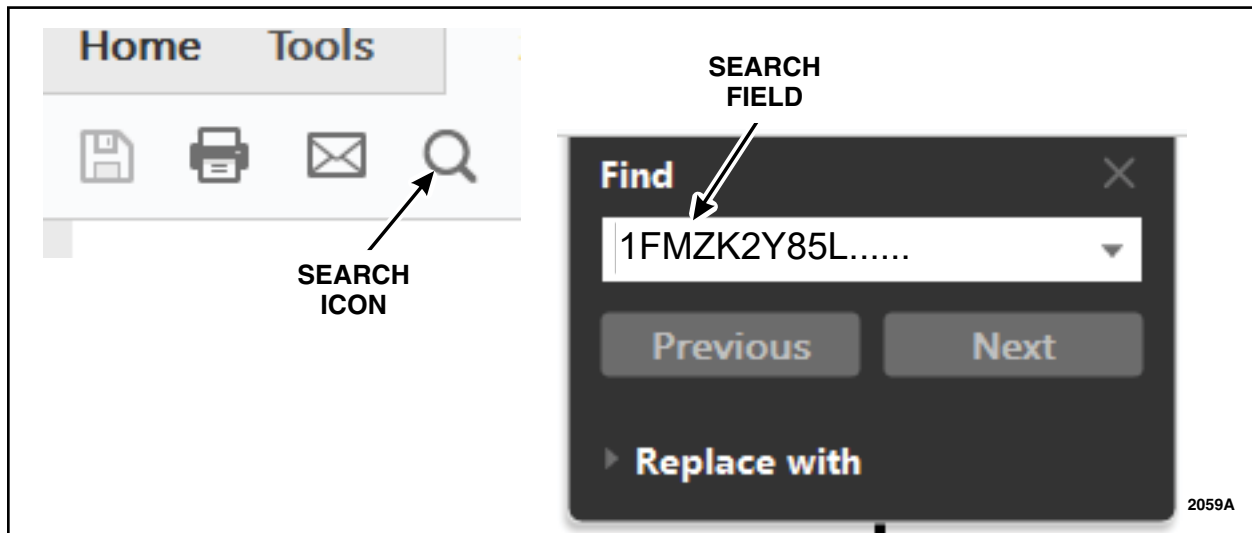 Home Tools
SEARCH
ICON
SEARCH
FIELD
Find
1FMZK2Y85L......
Previous Next
Replace with
2059A